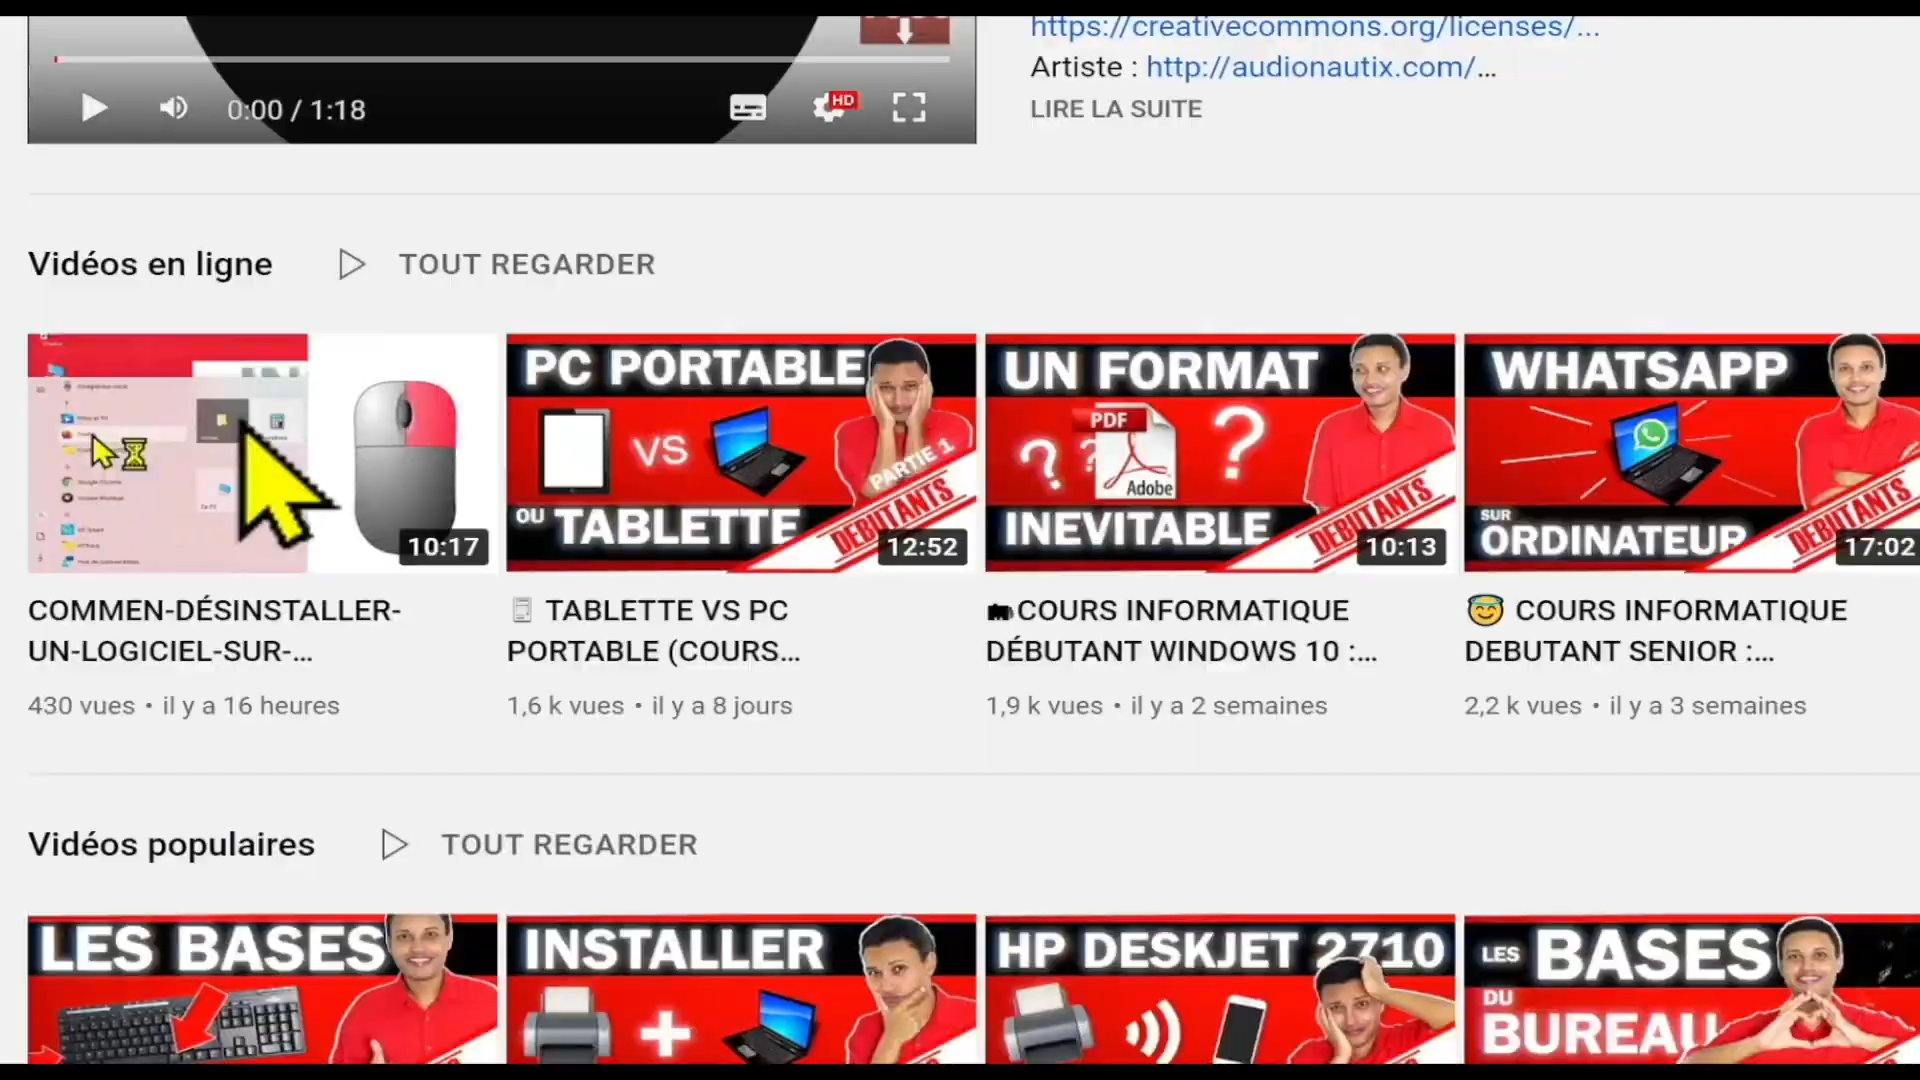 https://creativecommons.org/licenses/...
Artiste : http://audionautix.com/...
LIRE LA SUITE
0:00 / 1:18
HD
Vidéos en ligne
TOUT REGARDER
10:17
PC PORTABLE
VS
PARTIE 1
OU TABLETTE
DEBUTANTS
12:52
UN FORMAT
PDF
? ? ?
Adobe
INEVITABLE
DEBUTANTS
10:13
WHATSAPP
SUR
ORDINATEUR
DEBUTANTS
17:02
COMMEN-DÉSINSTALLER-
UN-LOGICIEL-SUR-...
430 vues • il y a 16 heures
TABLETTE VS PC
PORTABLE (COURS...
1,6 k vues • il y a 8 jours
COURS INFORMATIQUE
DÉBUTANT WINDOWS 10 :...
1,9 k vues • il y a 2 semaines
😇 COURS INFORMATIQUE
DEBUTANT SENIOR :...
2,2 k vues • il y a 3 semaines
Vidéos populaires
TOUT REGARDER
LES BASES
INSTALLER
+
HP DESKJET 2710
LES BASES
DU
BUREAU